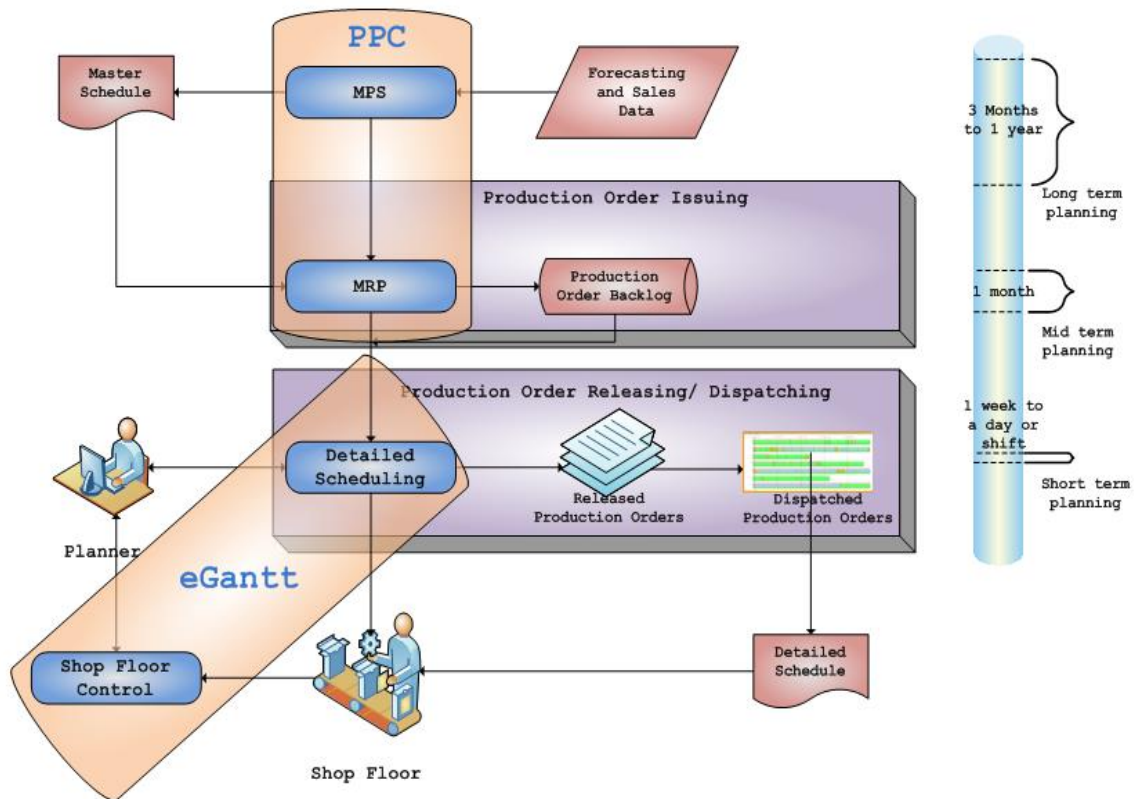 PPC
Master
Schedule
MPS
Forecasting
and Sales
Data
3 Months
to 1 year
Long term
planning
Production Order Issuing
MRP
Production
Order Backlog
1 month
Mid term
planning
Production Order Releasing/ Dispatching
Detailed
Scheduling
Released
Production Orders
Dispatched
Production Orders
1 week to
a day or
shift
Short term
planning
Planner
eGantt
Shop Floor
Control
Detailed
Schedule
Shop Floor